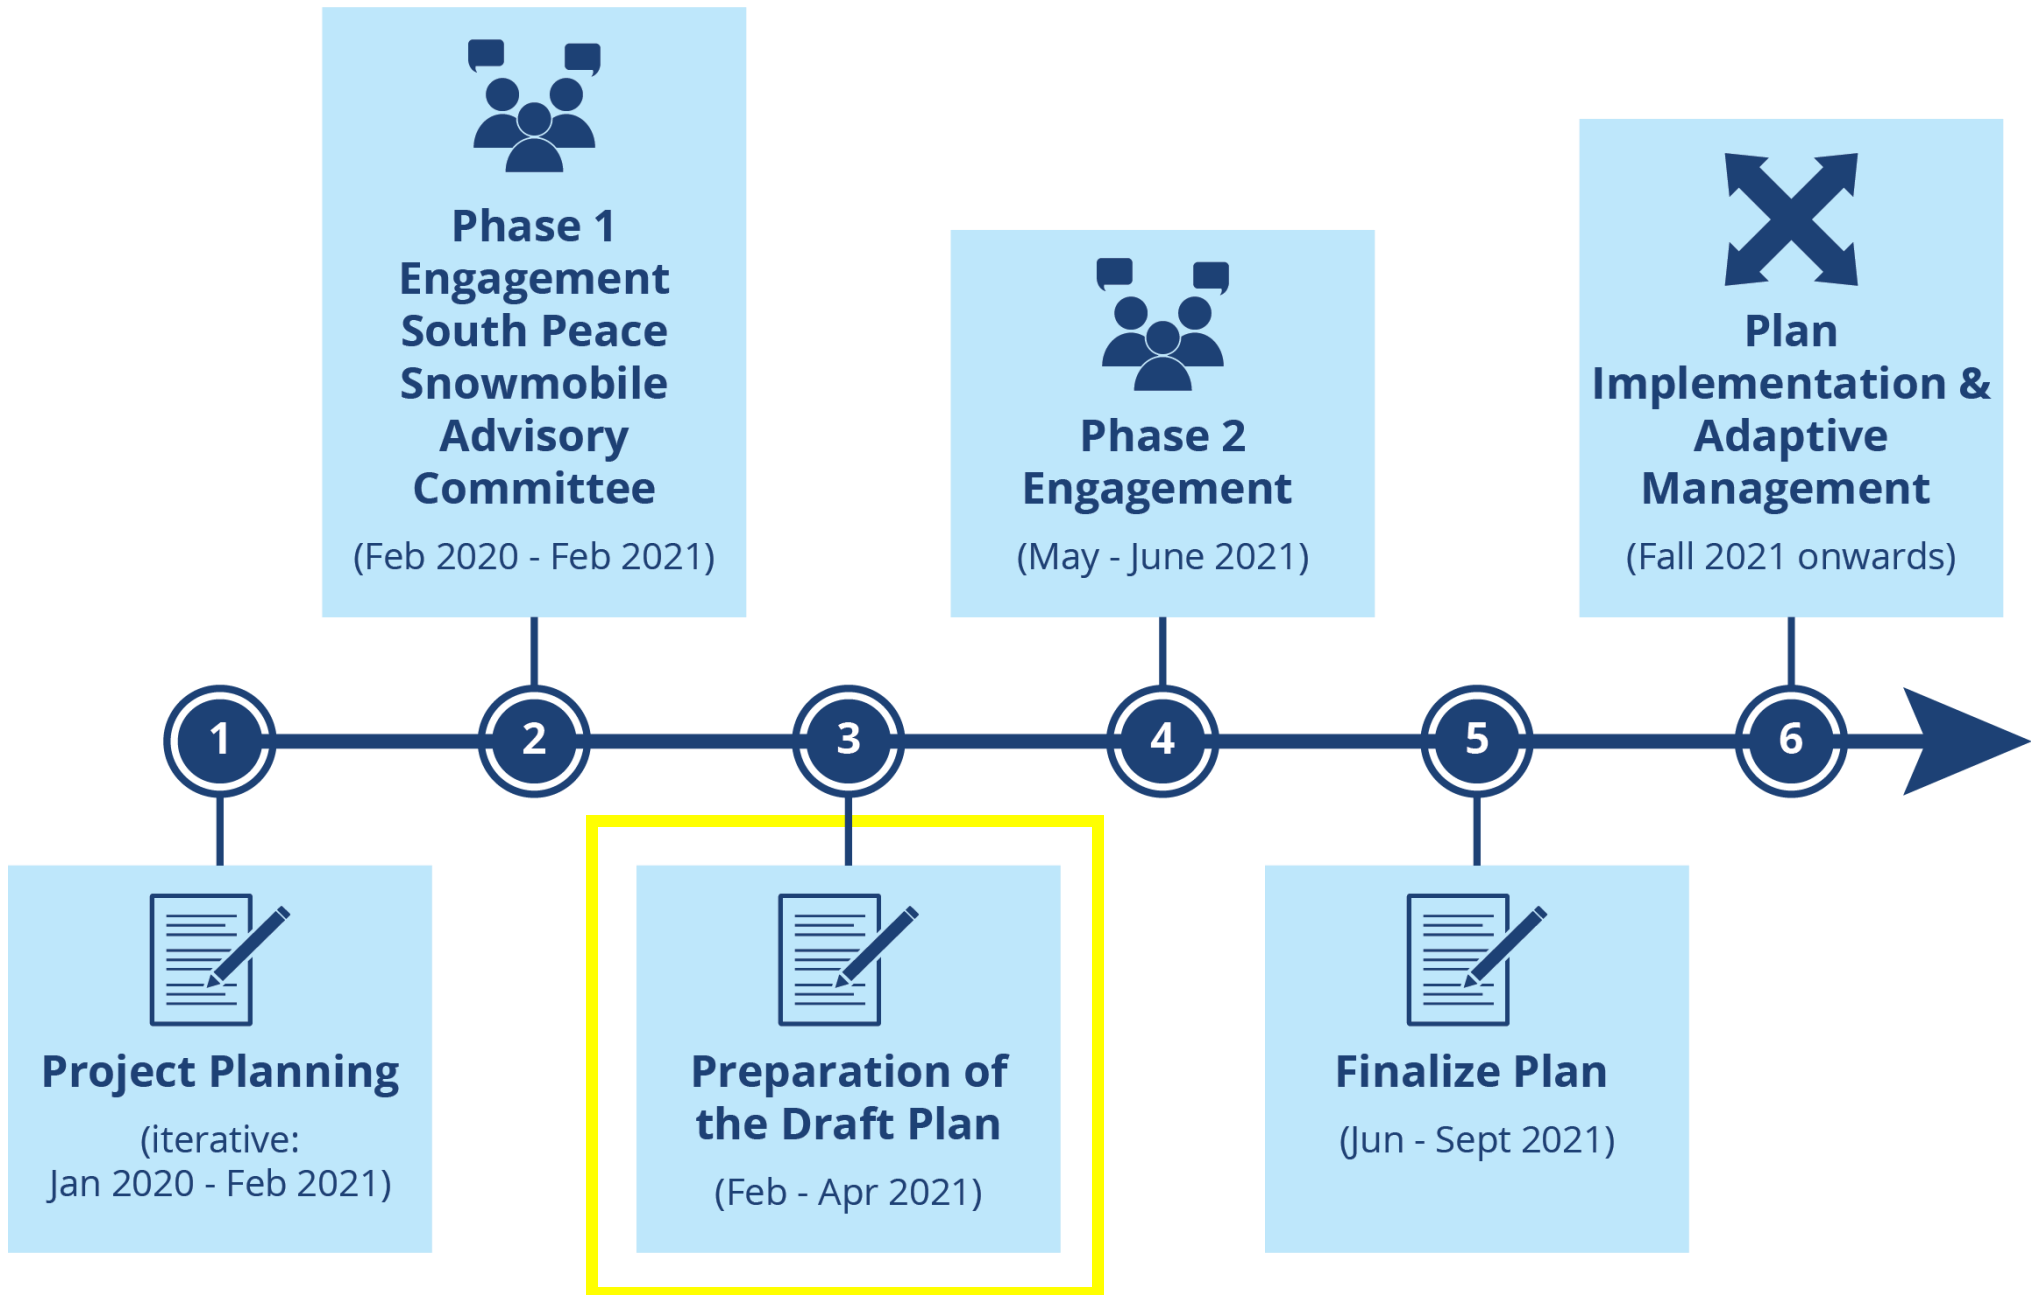 Phase 1
Engagement
South Peace
Snowmobile
Advisory
Committee
(Feb 2020 - Feb 2021)
Phase 2
Engagement
(May - June 2021)
Plan
Implementation &
Adaptive
Management
(Fall 2021 onwards)
1
2
3
4
5
6
Project Planning
(iterative:
Jan 2020 - Feb 2021)
Preparation of
the Draft Plan
(Feb - Apr 2021)
Finalize Plan
(Jun - Sept 2021)